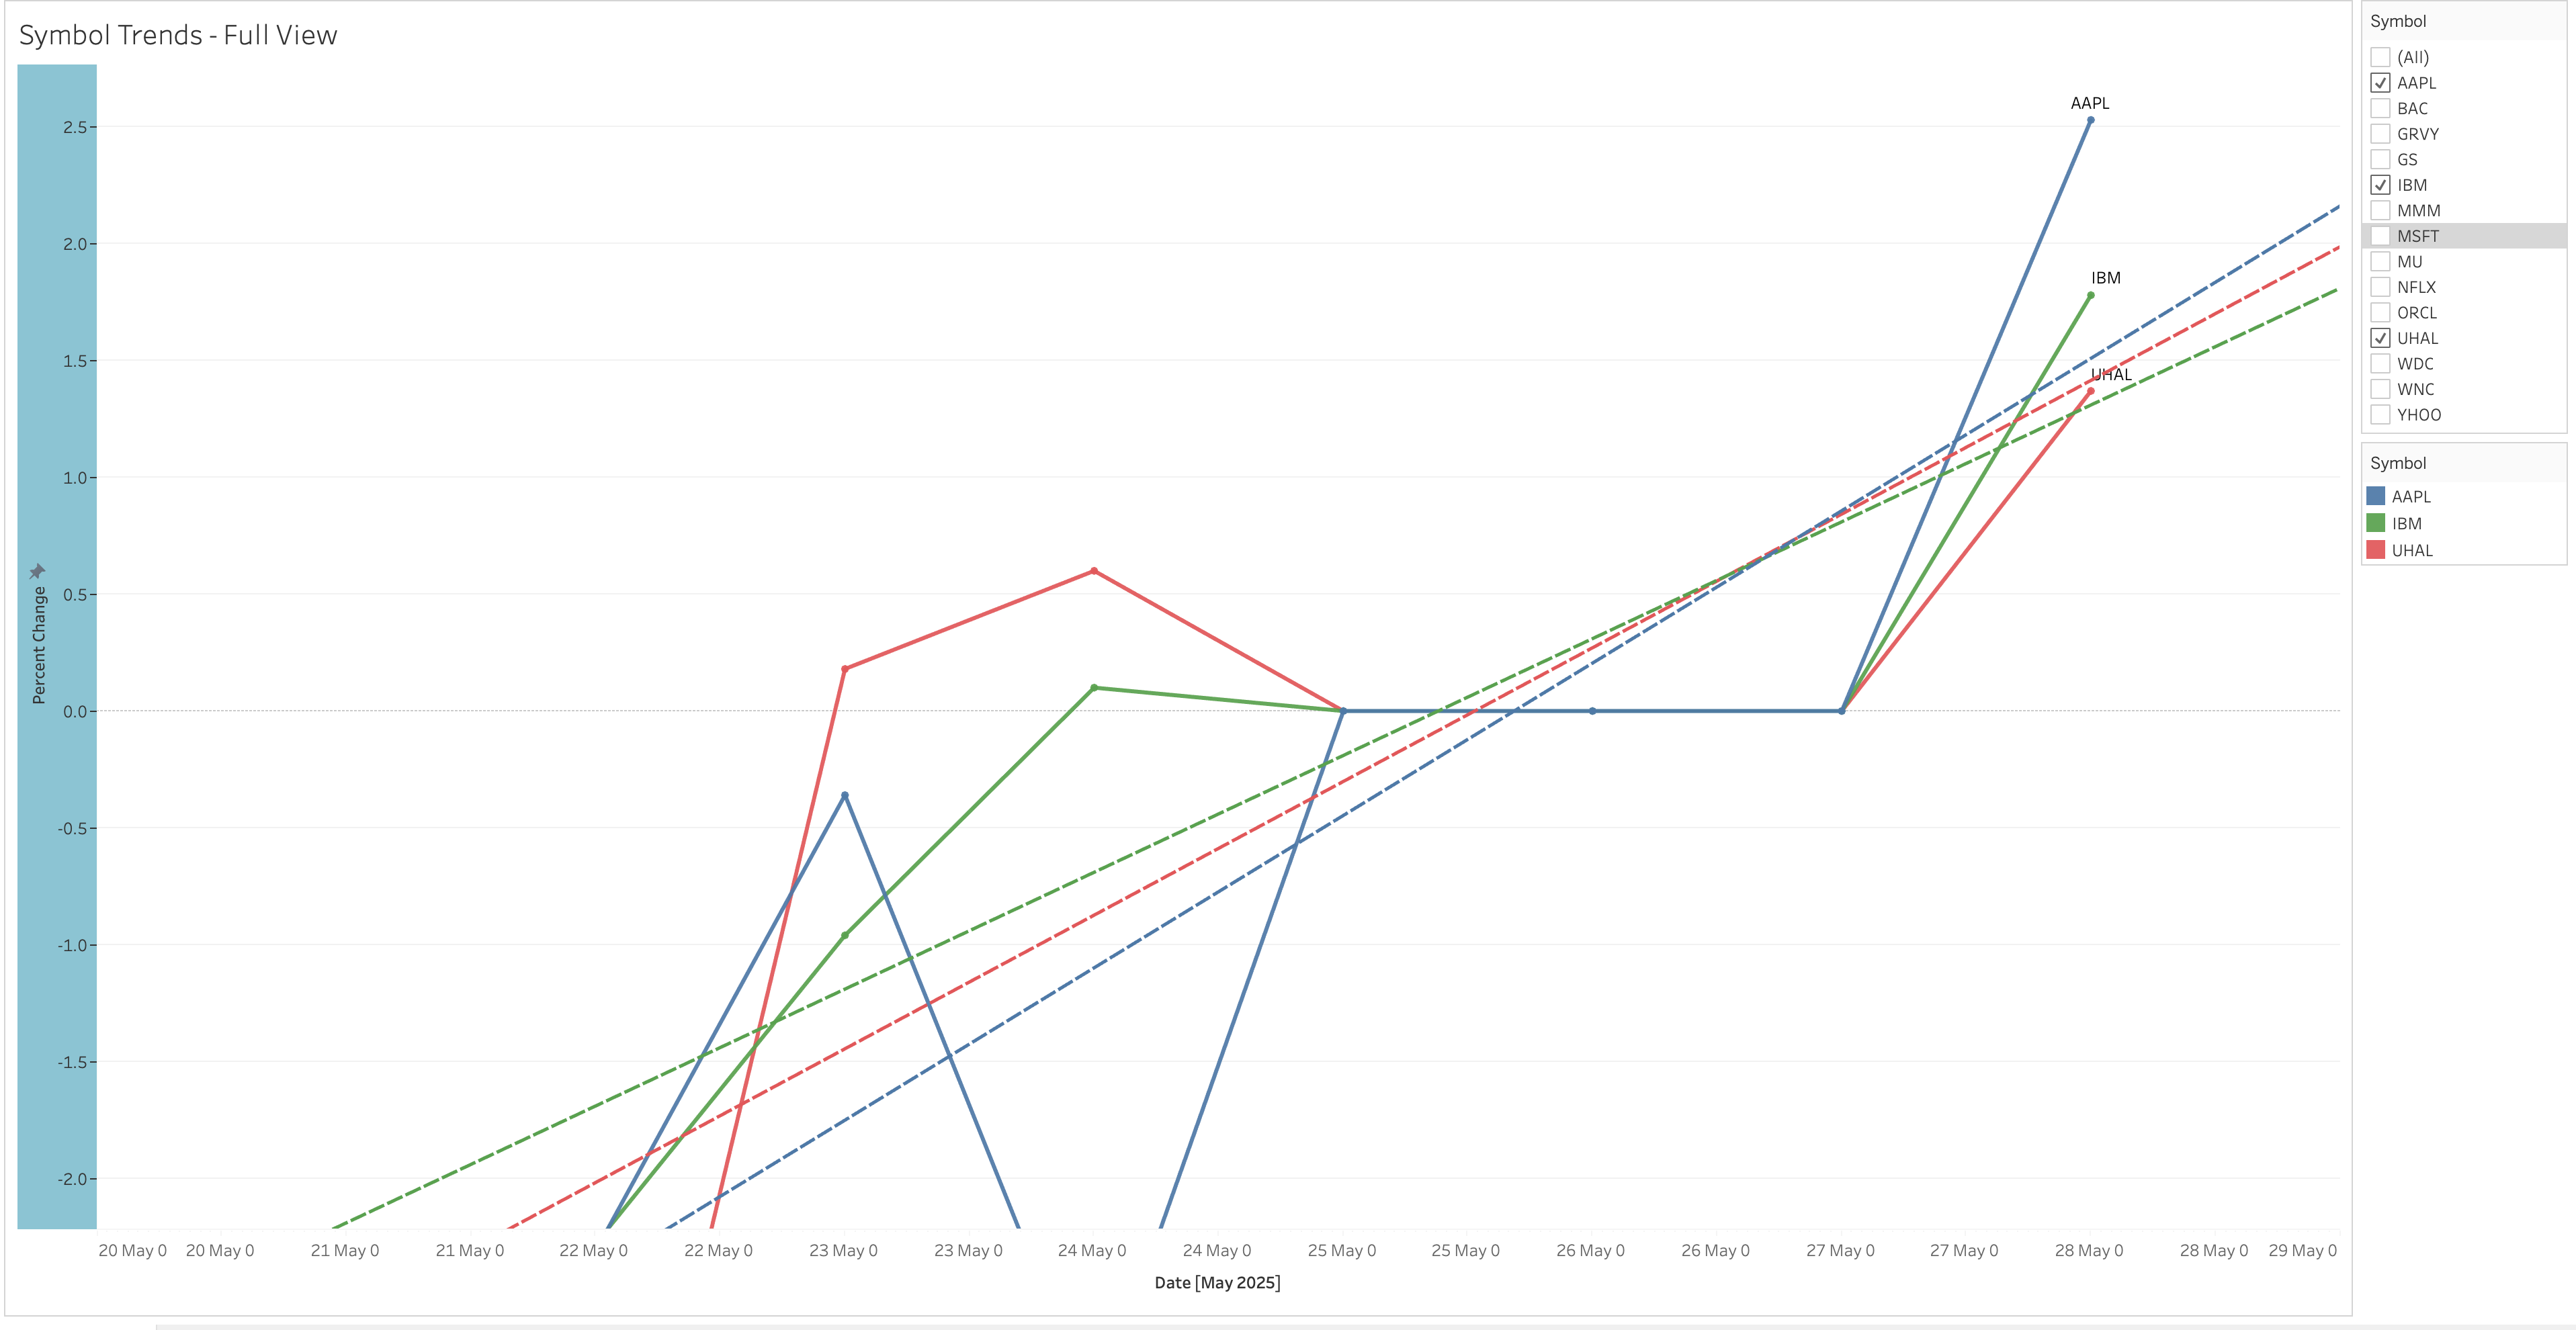 Symbol Trends - Full View
Percent Change
2.5
2.0
1.5
1.0
0.5
0.0
-0.5
-1.0
-1.5
-2.0
AAPL
IBM
UHAL
20 May 0 20 May 0 21 May 0 21 May 0 22 May 0 22 May 0 23 May 0 23 May 0 24 May 0 24 May 0 25 May 0 25 May 0 26 May 0 26 May 0 27 May 0 27 May 0 28 May 0 28 May 0 29 May 0
Date [May 2025]
Symbol
(All)
AAPL
BAC
GRVY
GS
IBM
MMM
MSFT
MU
NFLX
ORCL
UHAL
WDC
WNC
YHOO
Symbol
AAPL
IBM
UHAL